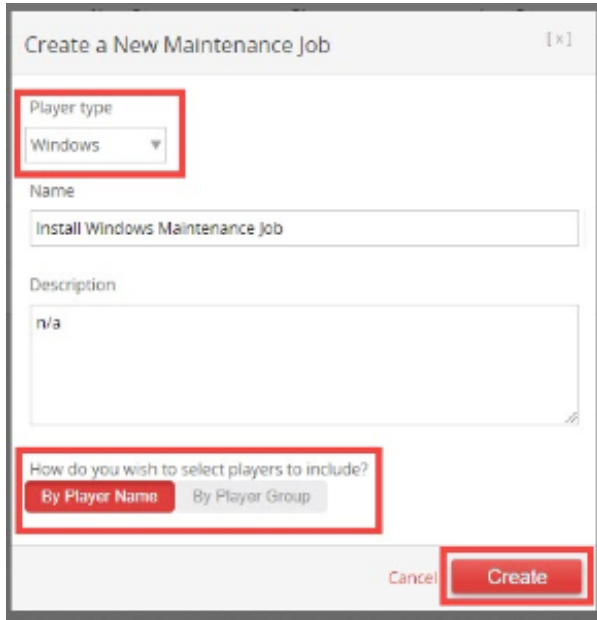 Create a New Maintenance Job
[x]
Player type
Windows
Name
Install Windows Maintenance Job
Description
n/a
How do you wish to select players to include?
By Player Name By Player Group
Cancel Create